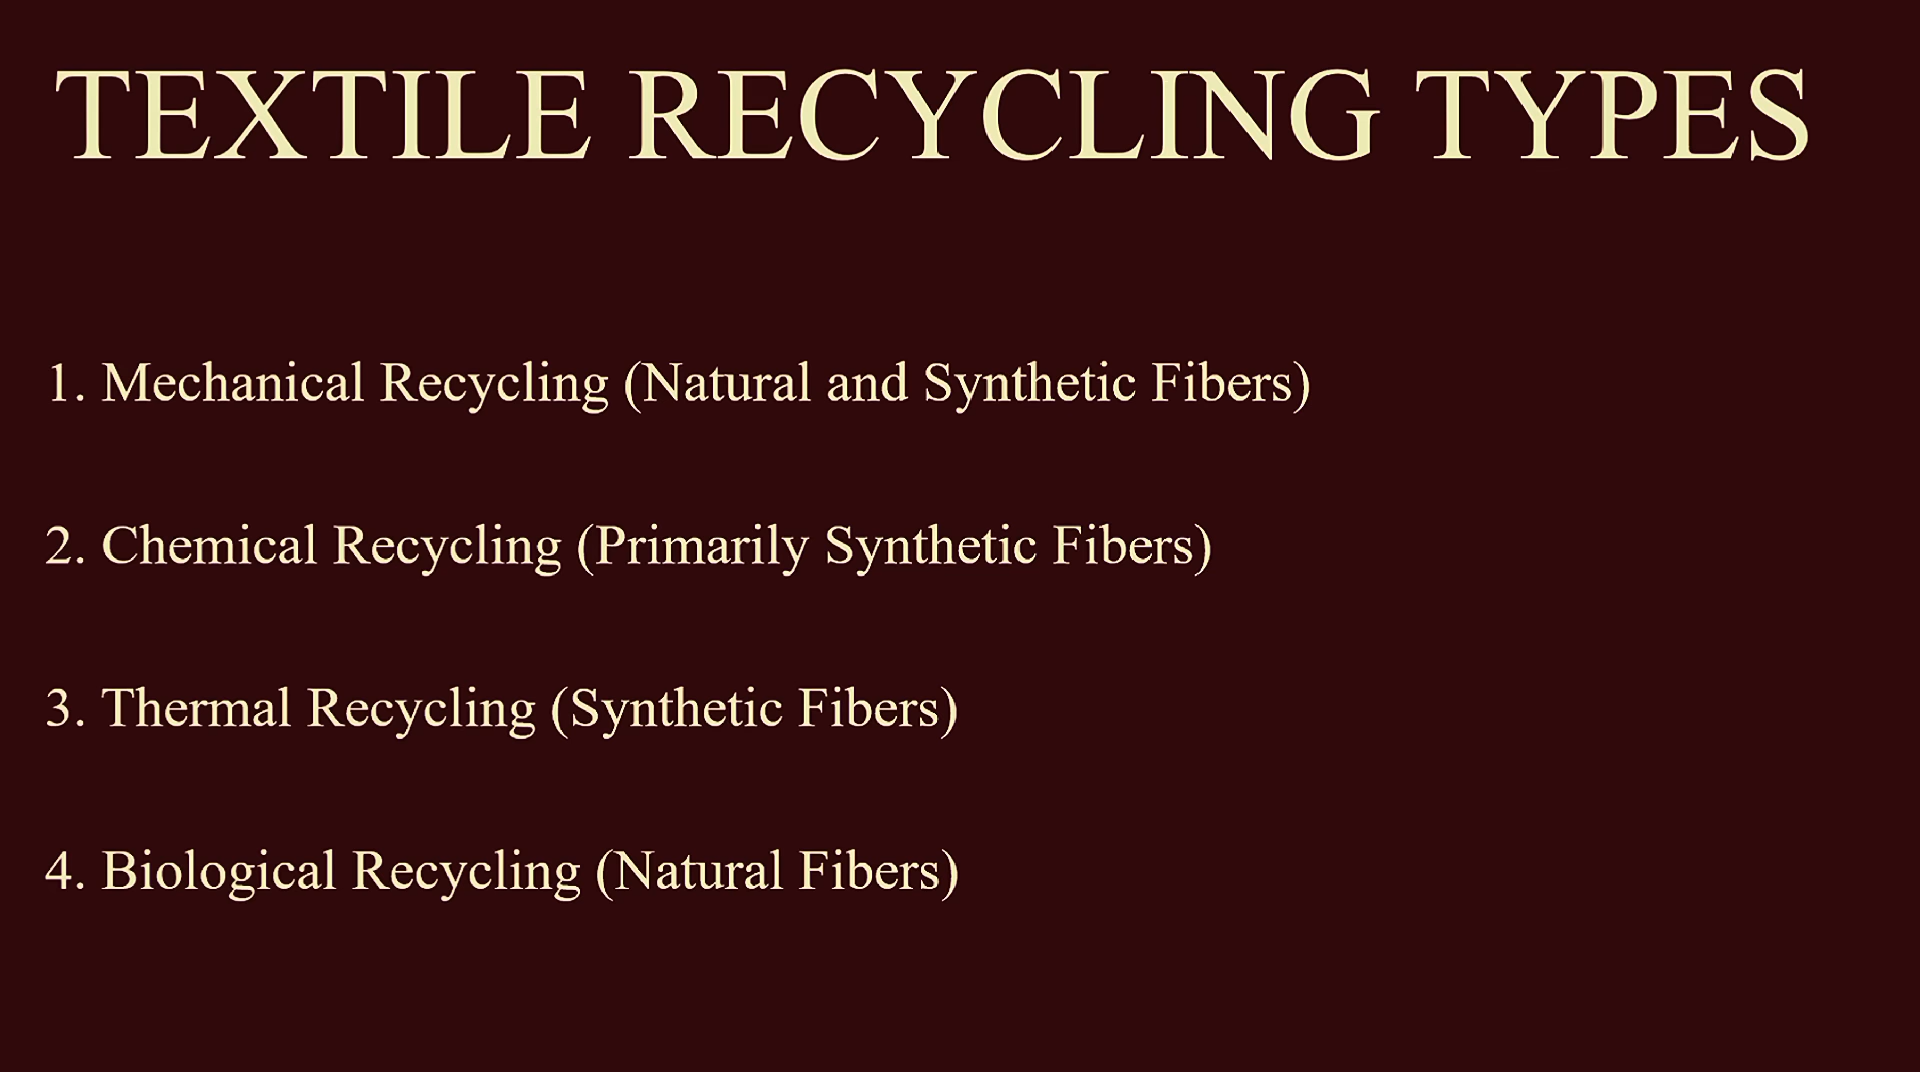 TEXTILE RECYCLING TYPES
1. Mechanical Recycling (Natural and Synthetic Fibers)
2. Chemical Recycling (Primarily Synthetic Fibers)
3. Thermal Recycling (Synthetic Fibers)
4. Biological Recycling (Natural Fibers)